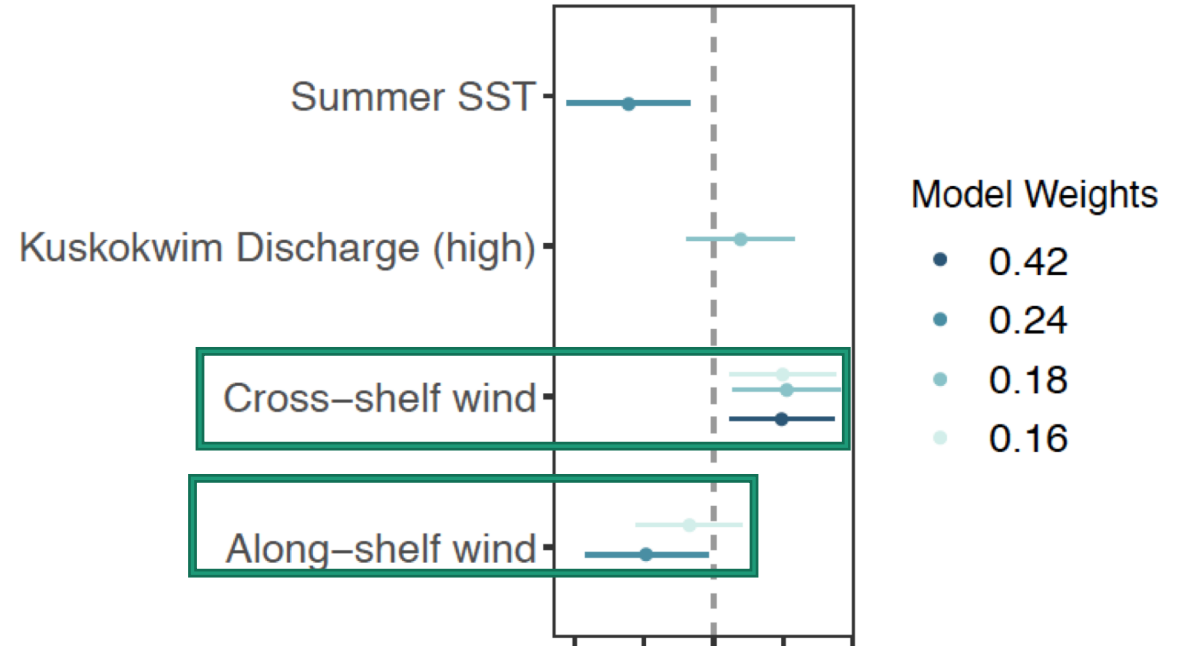 Summer SST
Kuskokwim Discharge (high)
Cross−shelf wind
Along−shelf wind
Model Weights
0.42
0.24
0.18
0.16